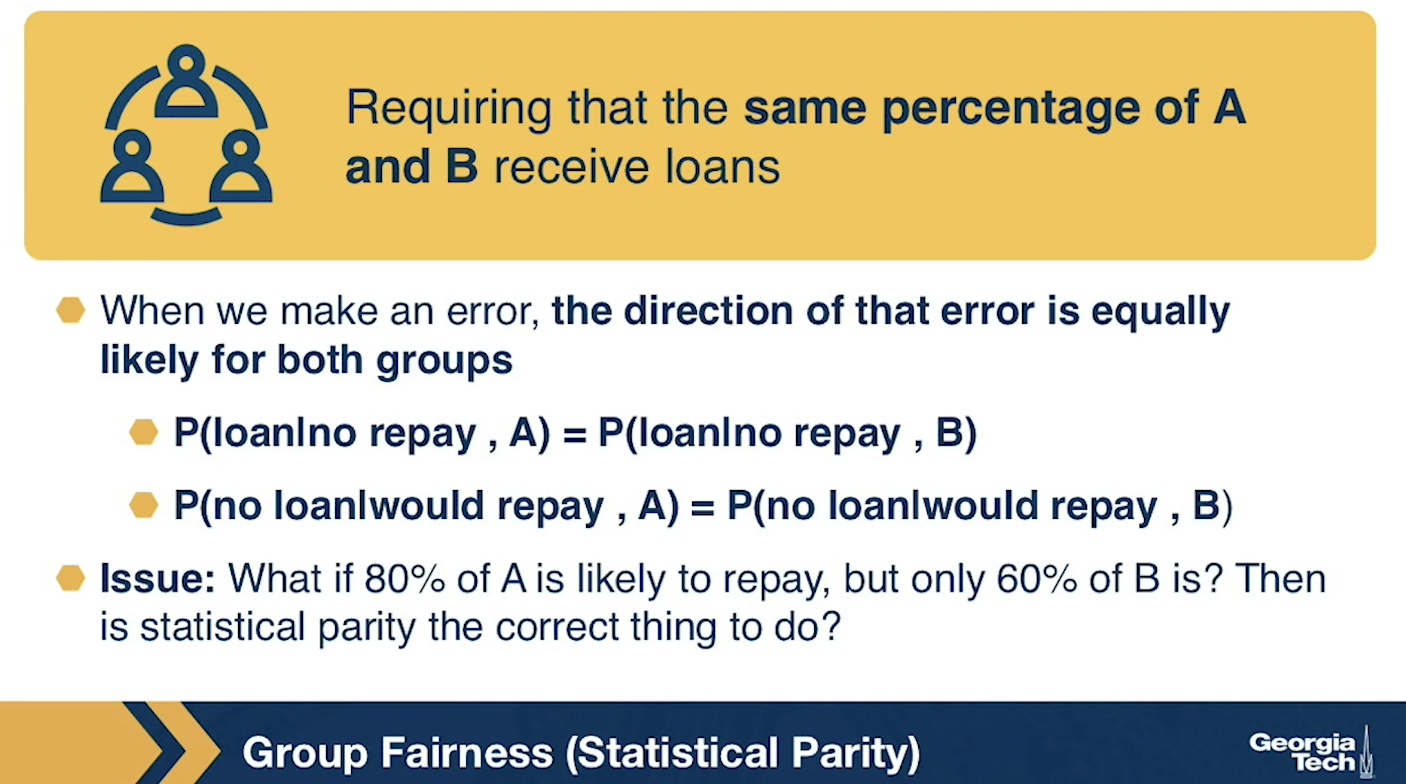 Requiring that the same percentage of A
and B receive loans
When we make an error, the direction of that error is equally
likely for both groups
P(loan|no repay , A) = P(loan|no repay , B)
P(no loan|would repay , A) = P(no loan|would repay , B)
Issue: What if 80% of A is likely to repay, but only 60% of B is? Then
is statistical parity the correct thing to do?
Group Fairness (Statistical Parity)
Georgia
Tech